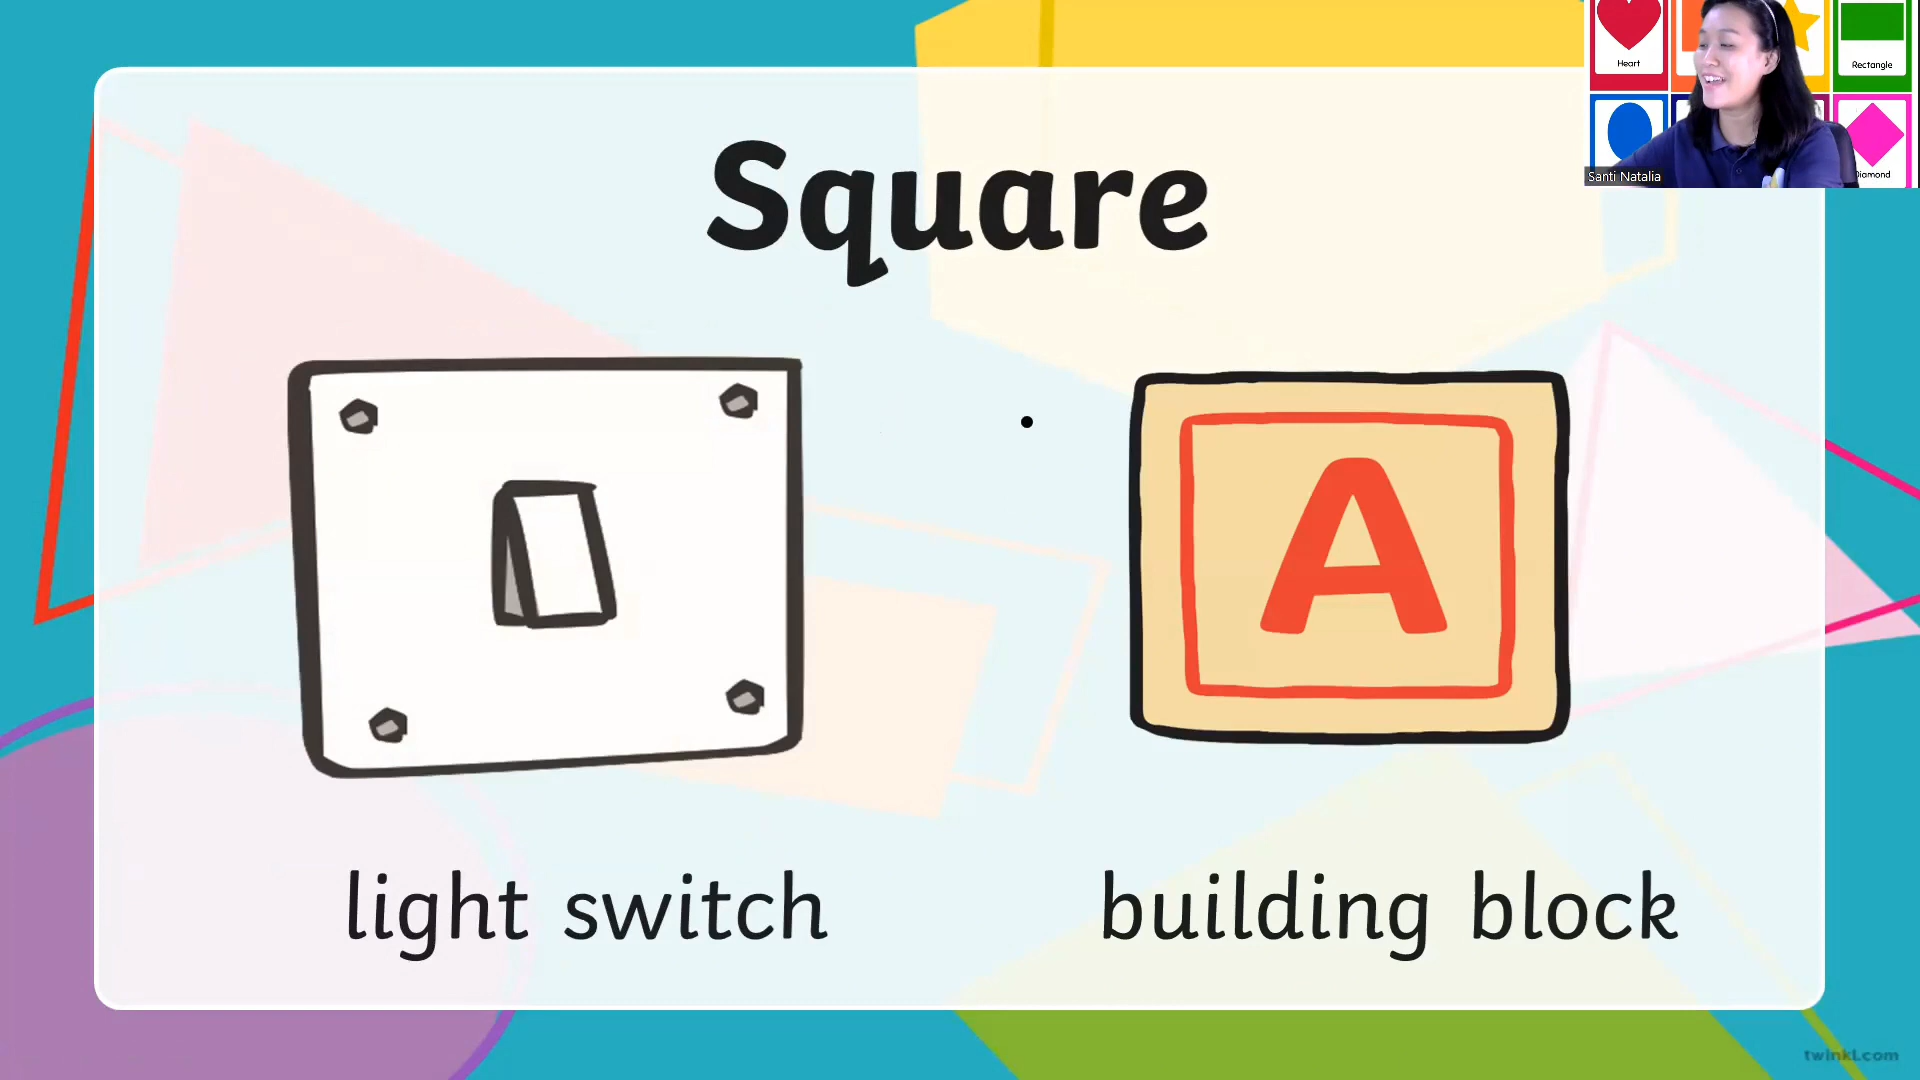 Heart
Rectangle
Diamond
Santi Natalia
Square
A
light switch
building block
twinkl.com